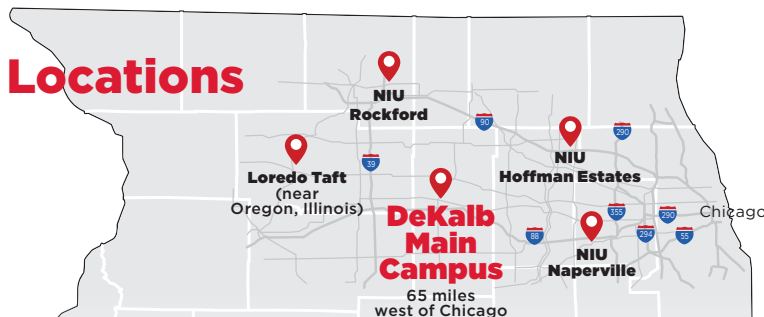 Locations
NIU
Rockford
90
290
NIU
Hoffman Estates
Loredo Taft
(near
Oregon, Illinois)
39
DeKalb
Main
Campus
65 miles
west of Chicago
355
290
Chicago
88
294
55
NIU
Naperville